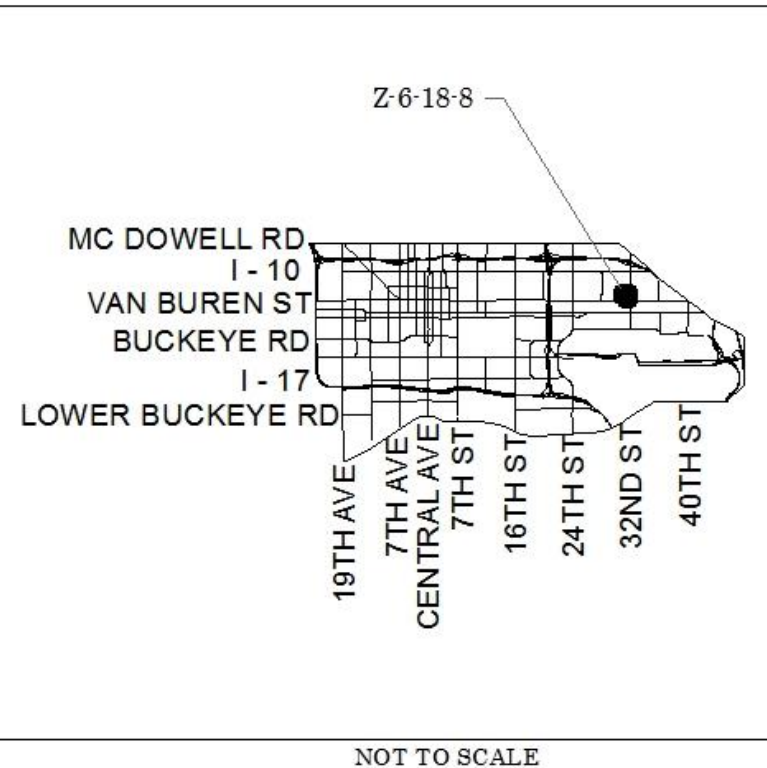 Z-6-18-8
MC DOWELL RD
I - 10
VAN BUREN ST
BUCKEYE RD
I - 17
LOWER BUCKEYE RD
19TH AVE
7TH AVE
CENTRAL AVE
7TH ST
16TH ST
24TH ST
32ND ST
40TH ST
NOT TO SCALE